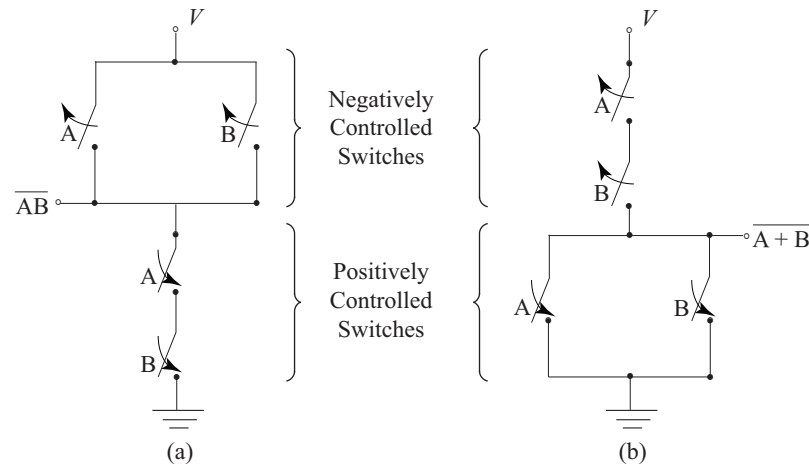 V
V
A
B
Negatively
Controlled
Switches
A
B
AB
A + B
A
B
Positively
Controlled
Switches
A
B
(a)
(b)